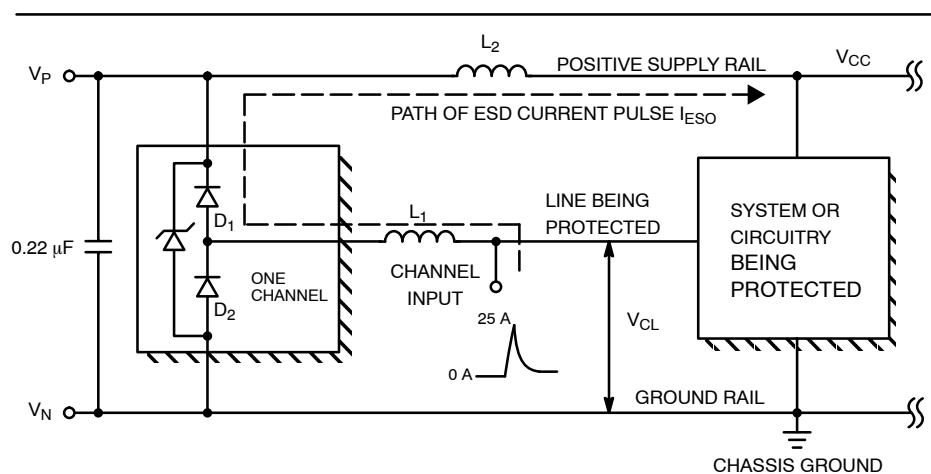 L2
VP
POSITIVE SUPPLY RAIL
VCC
PATH OF ESD CURRENT PULSE IESO
D1
L1
LINE BEING
PROTECTED
SYSTEM OR
CIRCUITRY
BEING
PROTECTED
0.22 μF
ONE
CHANNEL
D2
CHANNEL
INPUT
25 A
VCL
0 A
VN
GROUND RAIL
CHASSIS GROUND